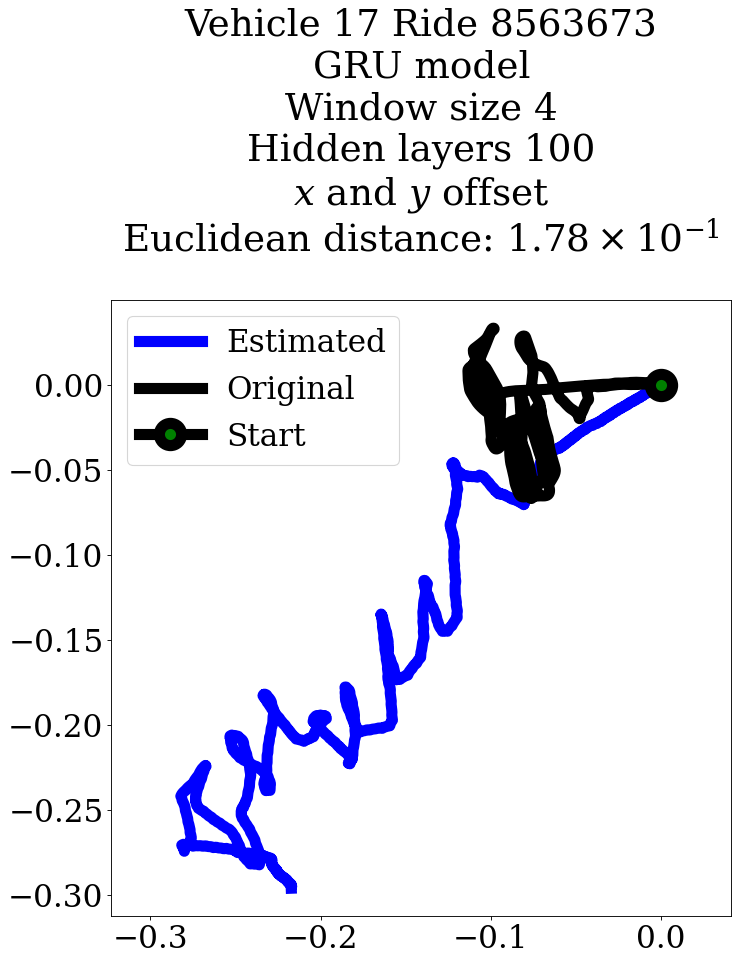 Vehicle 17 Ride 8563673
GRU model
Window size 4
Hidden layers 100
x and y offset
Euclidean distance: 1.78 × 10⁻¹
Estimated
Original
Start
0.00
−0.05
−0.10
−0.15
−0.20
−0.25
−0.30
−0.3 −0.2 −0.1 0.0